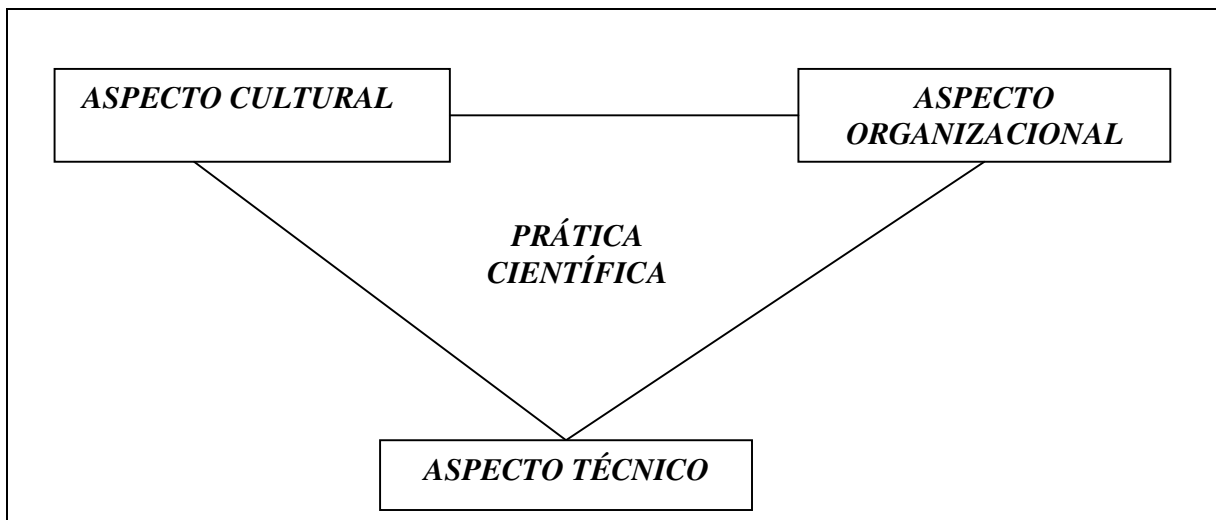 ASPECTO CULTURAL
ASPECTO
ORGANIZACIONAL
PRÁTICA
CIENTÍFICA
ASPECTO TÉCNICO